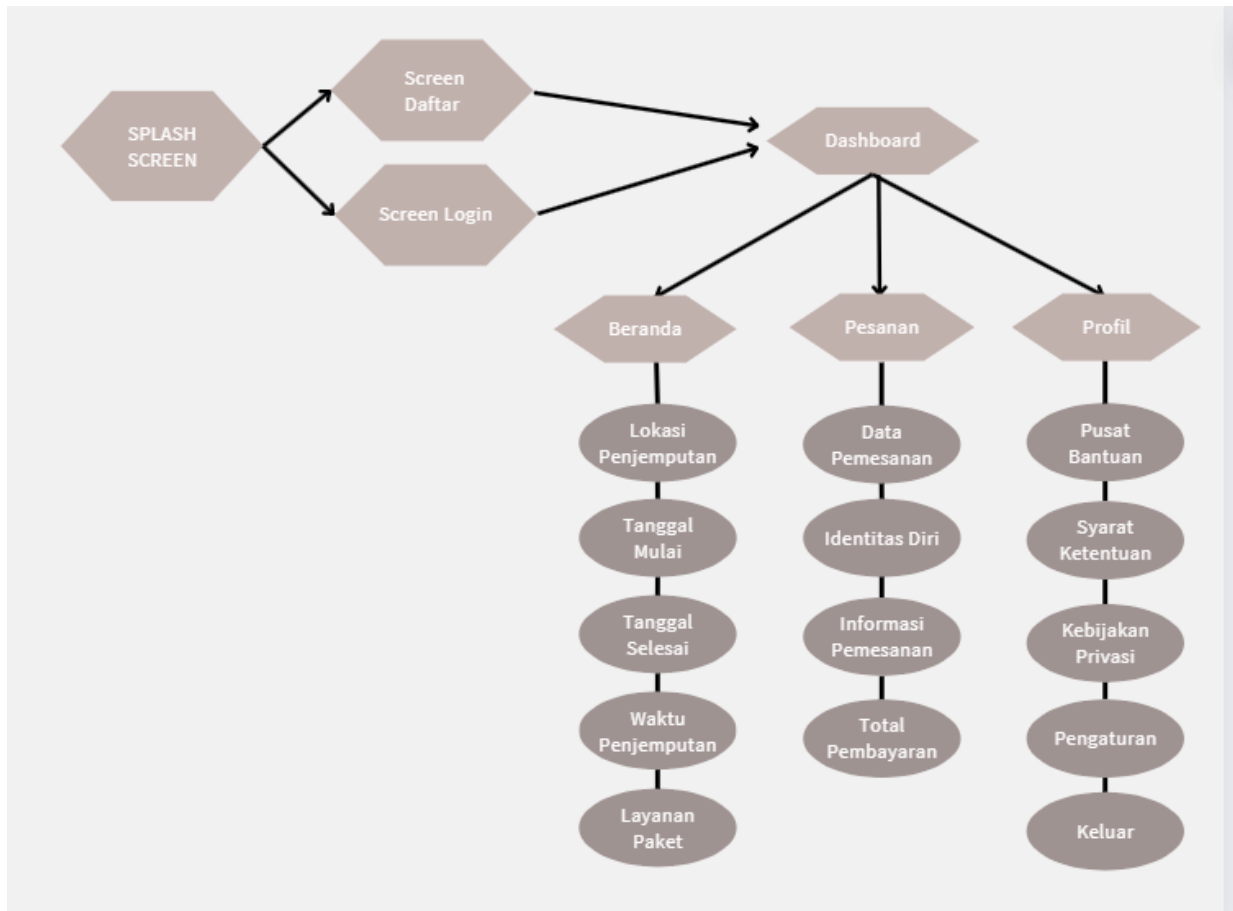 SPLASH
SCREEN
Screen
Daftar
Screen Login
Dashboard
Beranda
Lokasi
Penjemputan
Tanggal
Mulai
Tanggal
Selesai
Waktu
Penjemputan
Layanan
Paket
Pesanan
Data
Pemesanan
Identitas Diri
Informasi
Pemesanan
Total
Pembayaran
Profil
Pusat
Bantuan
Syarat
Ketentuan
Kebijakan
Privasi
Pengaturan
Keluar